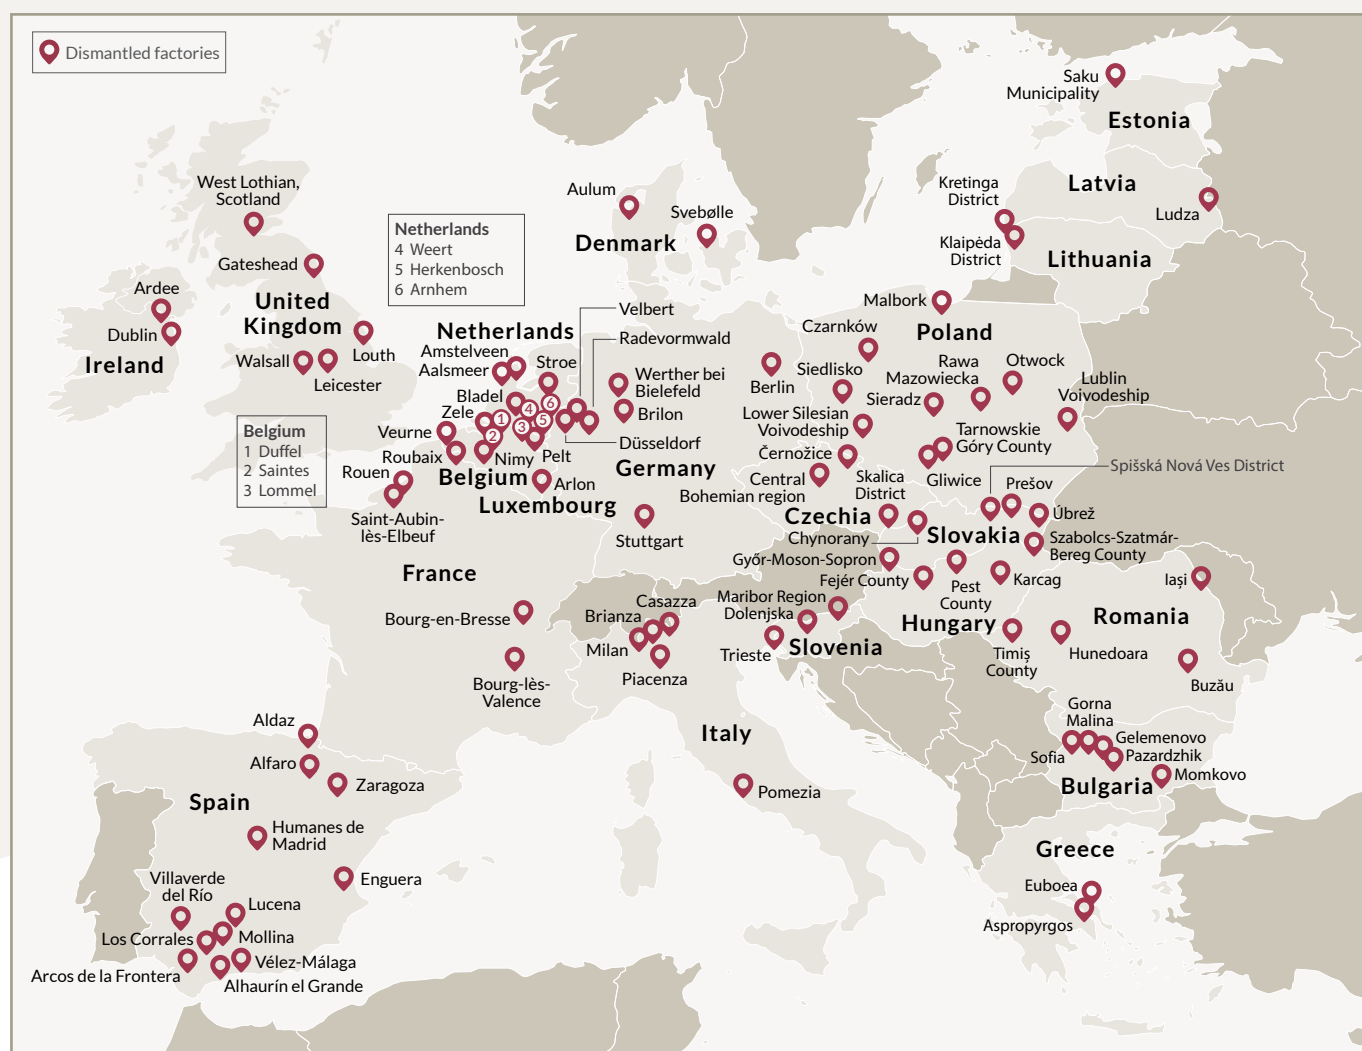 Dismantled factories
Saku
Municipality
Estonia
West Lothian,
Scotland
Aulum
Svebølle
Denmark
Kretinga
District
Latvia
Ludza
Klaipėda
District
Lithuania
Netherlands
4 Weert
5 Herkenbosch
6 Arnhem
Gateshead
Ardee
Dublin
Ireland
United
Kingdom
Walsall
Louth
Leicester
Velbert
Radevormwald
Netherlands
Amstelveen
Aalsmeer
Stroe
Werther bei
Bielefeld
Brilon
Berlin
Malbork
Czarnków
Poland
Siedlisko
Rawa
Mazowiecka
Otwock
Sieradz
Lublin
Voivodeship
Lower Silesian
Voivodeship
Tarnowskie
Góry County
Gliwice
Bladel
Zele
1
2
3
4
5
6
Veurne
Roubaix
Nimy
Pelt
Düsseldorf
Belgium
1 Duffel
2 Saintes
3 Lommel
Rouen
Saint-Aubin-
lès-Elbeuf
Belgium
Arlon
Luxembourg
Germany
Stuttgart
Černožice
Central
Bohemian region
Czechia
Skalica
District
Chynorany
Spišská Nová Ves District
Prešov
Úbrež
Slovakia
Szabolcs-Szatmár-
Bereg County
Győr-Moson-Sopron
Fejér County
Pest
County
Karcag
Hungary
France
Bourg-en-Bresse
Bourg-lès-
Valence
Casazza
Brianza
Milan
Piacenza
Maribor Region
Dolenjska
Trieste
Slovenia
Iași
Romania
Timiș
County
Hunedoara
Buzău
Italy
Pomezia
Gorna
Malina
Gelemenovo
Sofia
Pazardzhik
Momkovo
Bulgaria
Aldaz
Alfaro
Zaragoza
Spain
Humanes de
Madrid
Enguera
Villaverde
del Río
Lucena
Los Corrales
Mollina
Arcos de la Frontera
Vélez-Málaga
Alhaurín el Grande
Greece
Euboea
Aspropyrgos